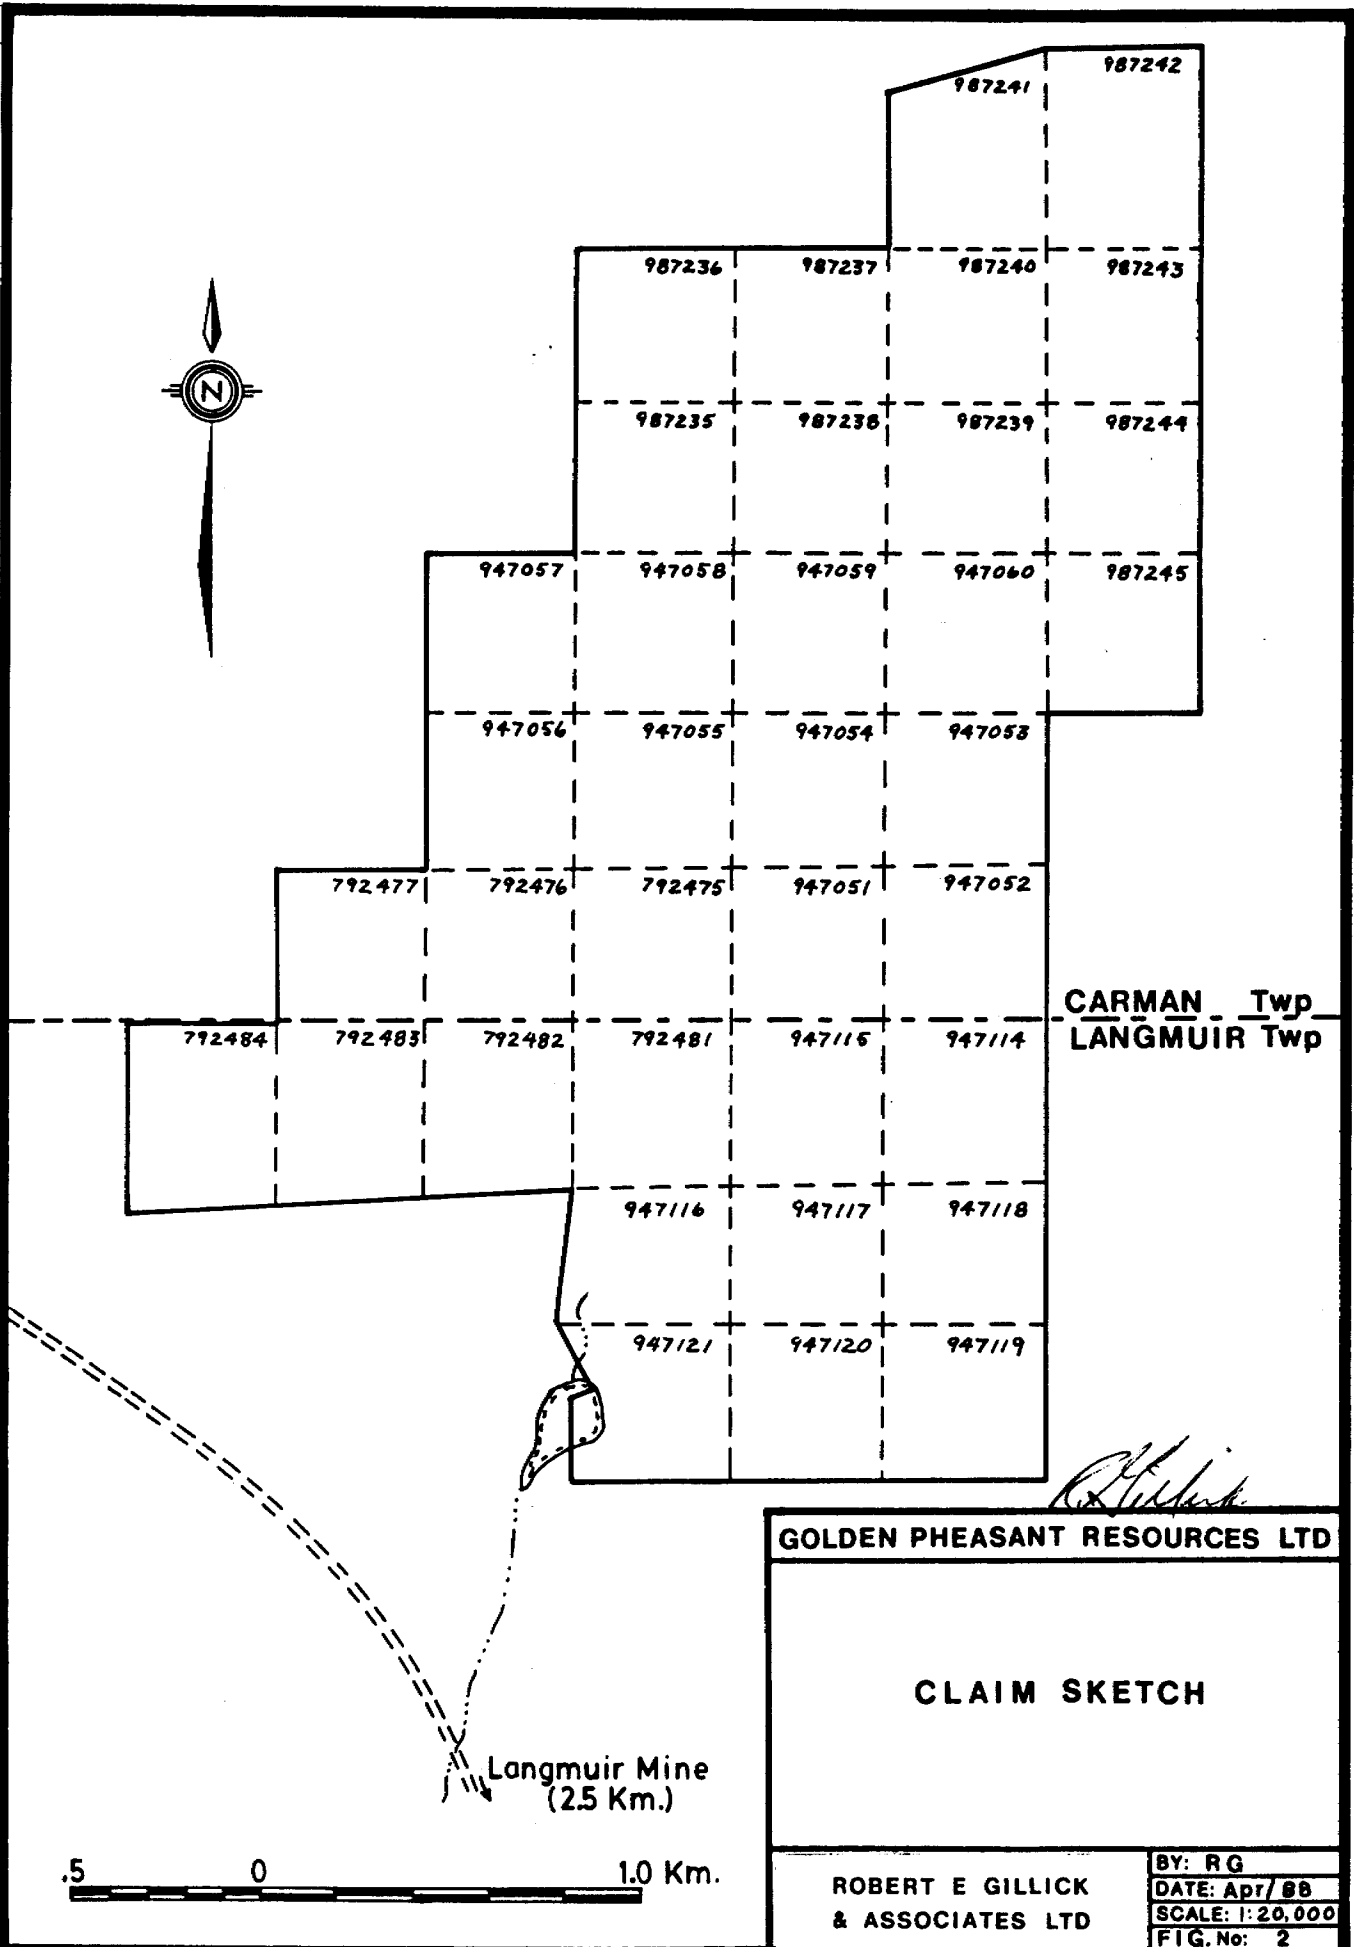 987241 987242
987236 987237 987240 987243
N
987235 987238 987239 987244
947057 947058 947059 947060 987245
947056 947055 947054 947053
792477 792476 792475 947051 947052
CARMAN Twp
LANGMUIR Twp
792484 792483 792482 792481 947115 947114
947116 947117 947118
947121 947120 947119
GOLDEN PHEASANT RESOURCES LTD
CLAIM SKETCH
Langmuir Mine
(2.5 Km.)
.5 0 1.0 Km.
ROBERT E GILLICK
& ASSOCIATES LTD
BY: RG
DATE: Apr/88
SCALE: 1:20,000
FIG. No: 2